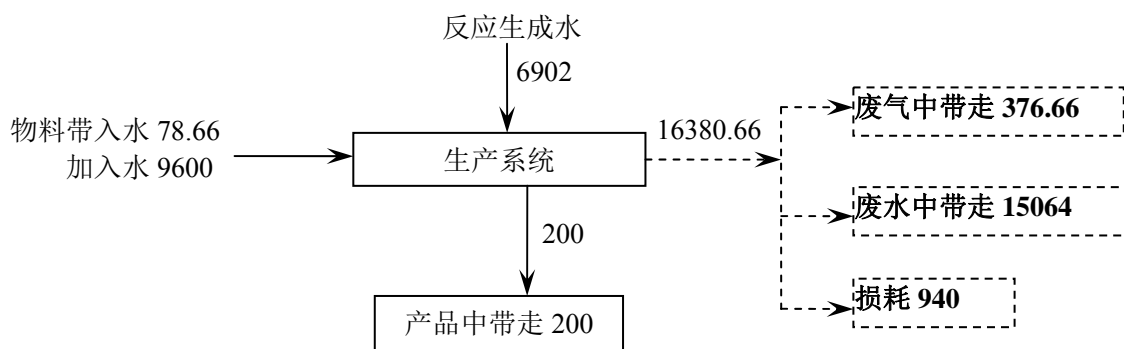 反应生成水
6902
物料带入水 78.66
加入水 9600
生产系统
16380.66
废气中带走 376.66
废水中带走 15064
损耗 940
200
产品中带走 200